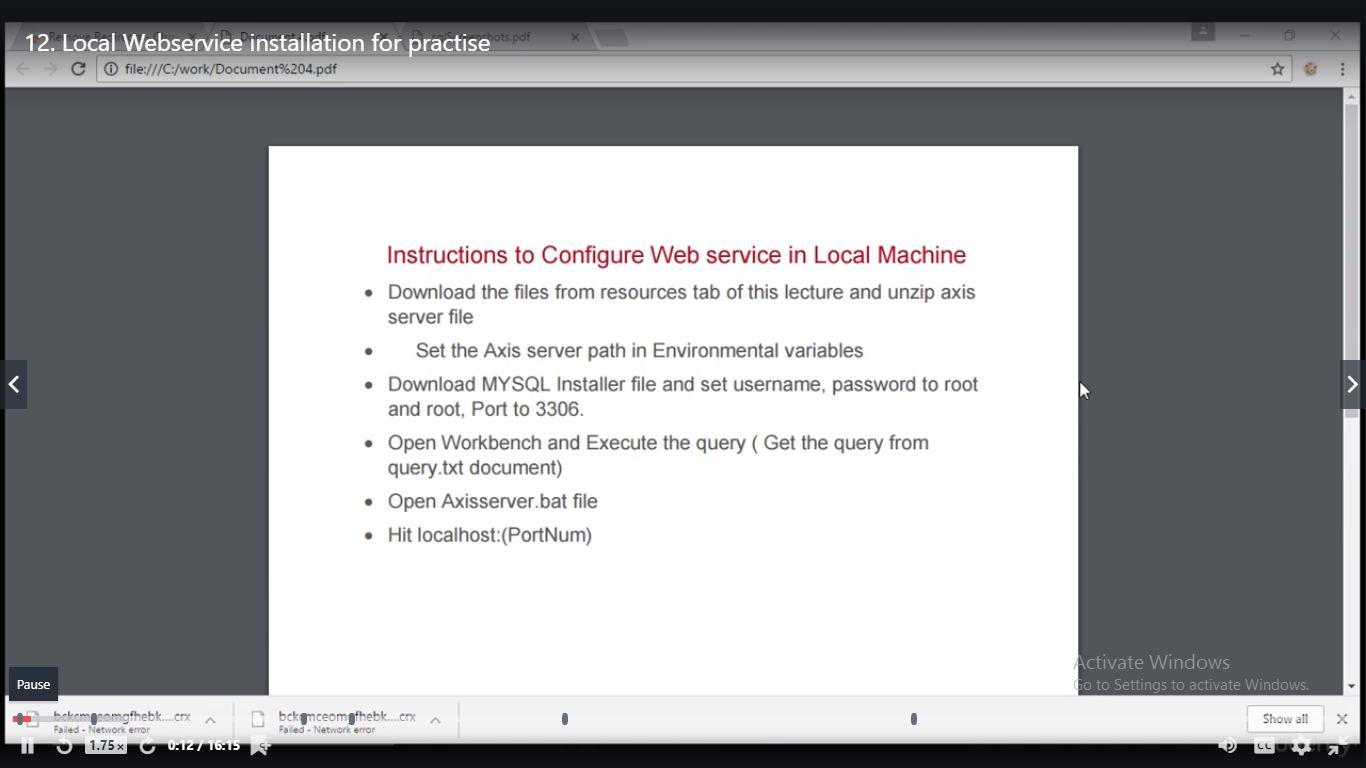 12. Local Webservice installation for practise
file:///C:/work/Document%204.pdf
Instructions to Configure Web service in Local Machine
• Download the files from resources tab of this lecture and unzip axis
server file
• Set the Axis server path in Environmental variables
• Download MYSQL Installer file and set username, password to root
and root, Port to 3306.
• Open Workbench and Execute the query ( Get the query from
query.txt document)
• Open Axisserver.bat file
• Hit localhost:(PortNum)
Activate Windows
Go to Settings to activate Windows.
Pause
Failed - Network error
Failed - Network error
Show all
1.75x
0:12 / 16:15
CC